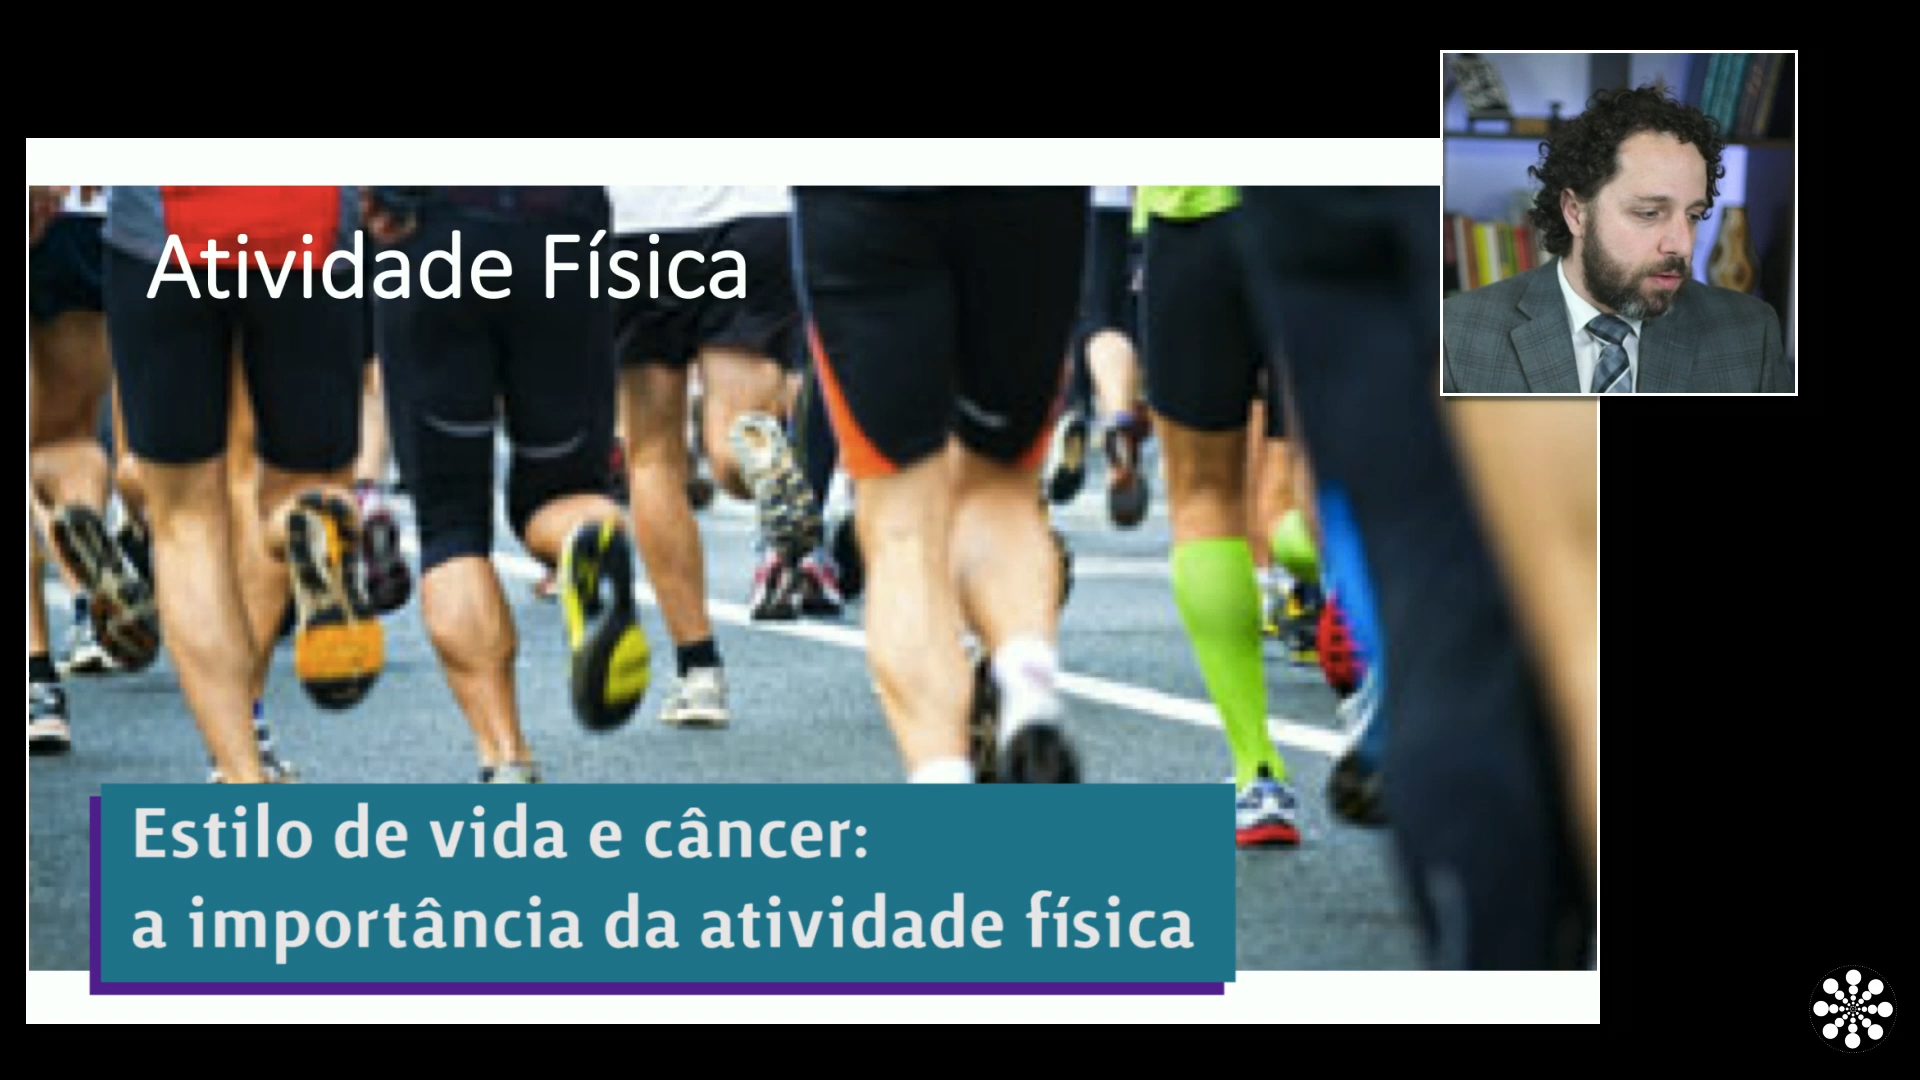 Atividade Física
Estilo de vida e câncer:
a importância da atividade física